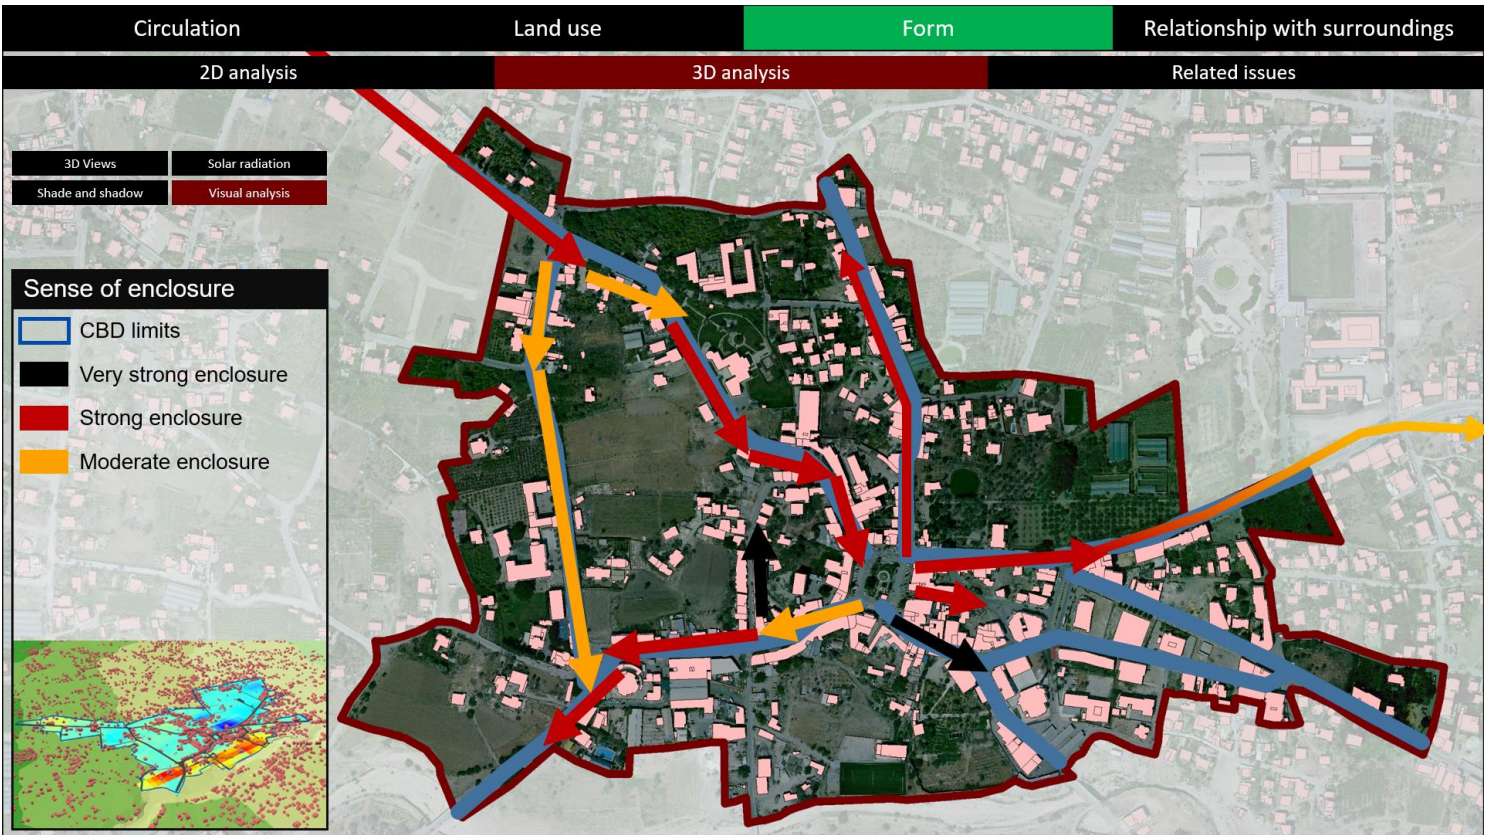 Circulation
Land use
Form
Relationship with surroundings
2D analysis
3D analysis
Related issues
3D Views
Solar radiation
Shade and shadow
Visual analysis
Sense of enclosure
CBD limits
Very strong enclosure
Strong enclosure
Moderate enclosure